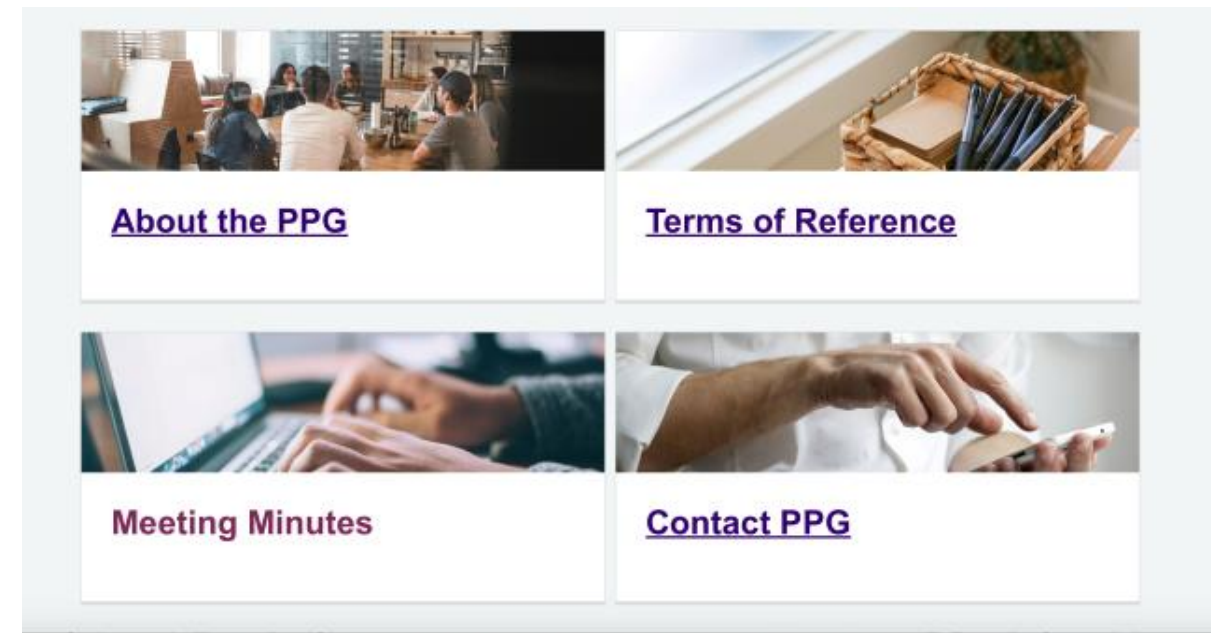 About the PPG
Terms of Reference
Meeting Minutes
Contact PPG